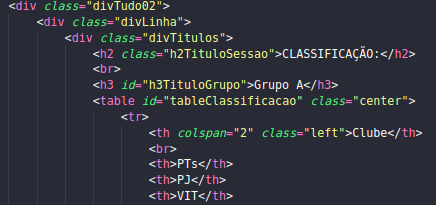 <div class="divTudo02">
<div class="divLinha">
<div class="divTitulos">
<h2 class="h2TituloSessao">CLASSIFICAÇÃO:</h2>
<br>
<h3 id="h3TituloGrupo">Grupo A</h3>
<table id="tableClassificacao" class="center">
<tr>
<th colspan="2" class="left">Clube</th>
<br>
<th>PTs</th>
<th>PJ</th>
<th>VIT</th>